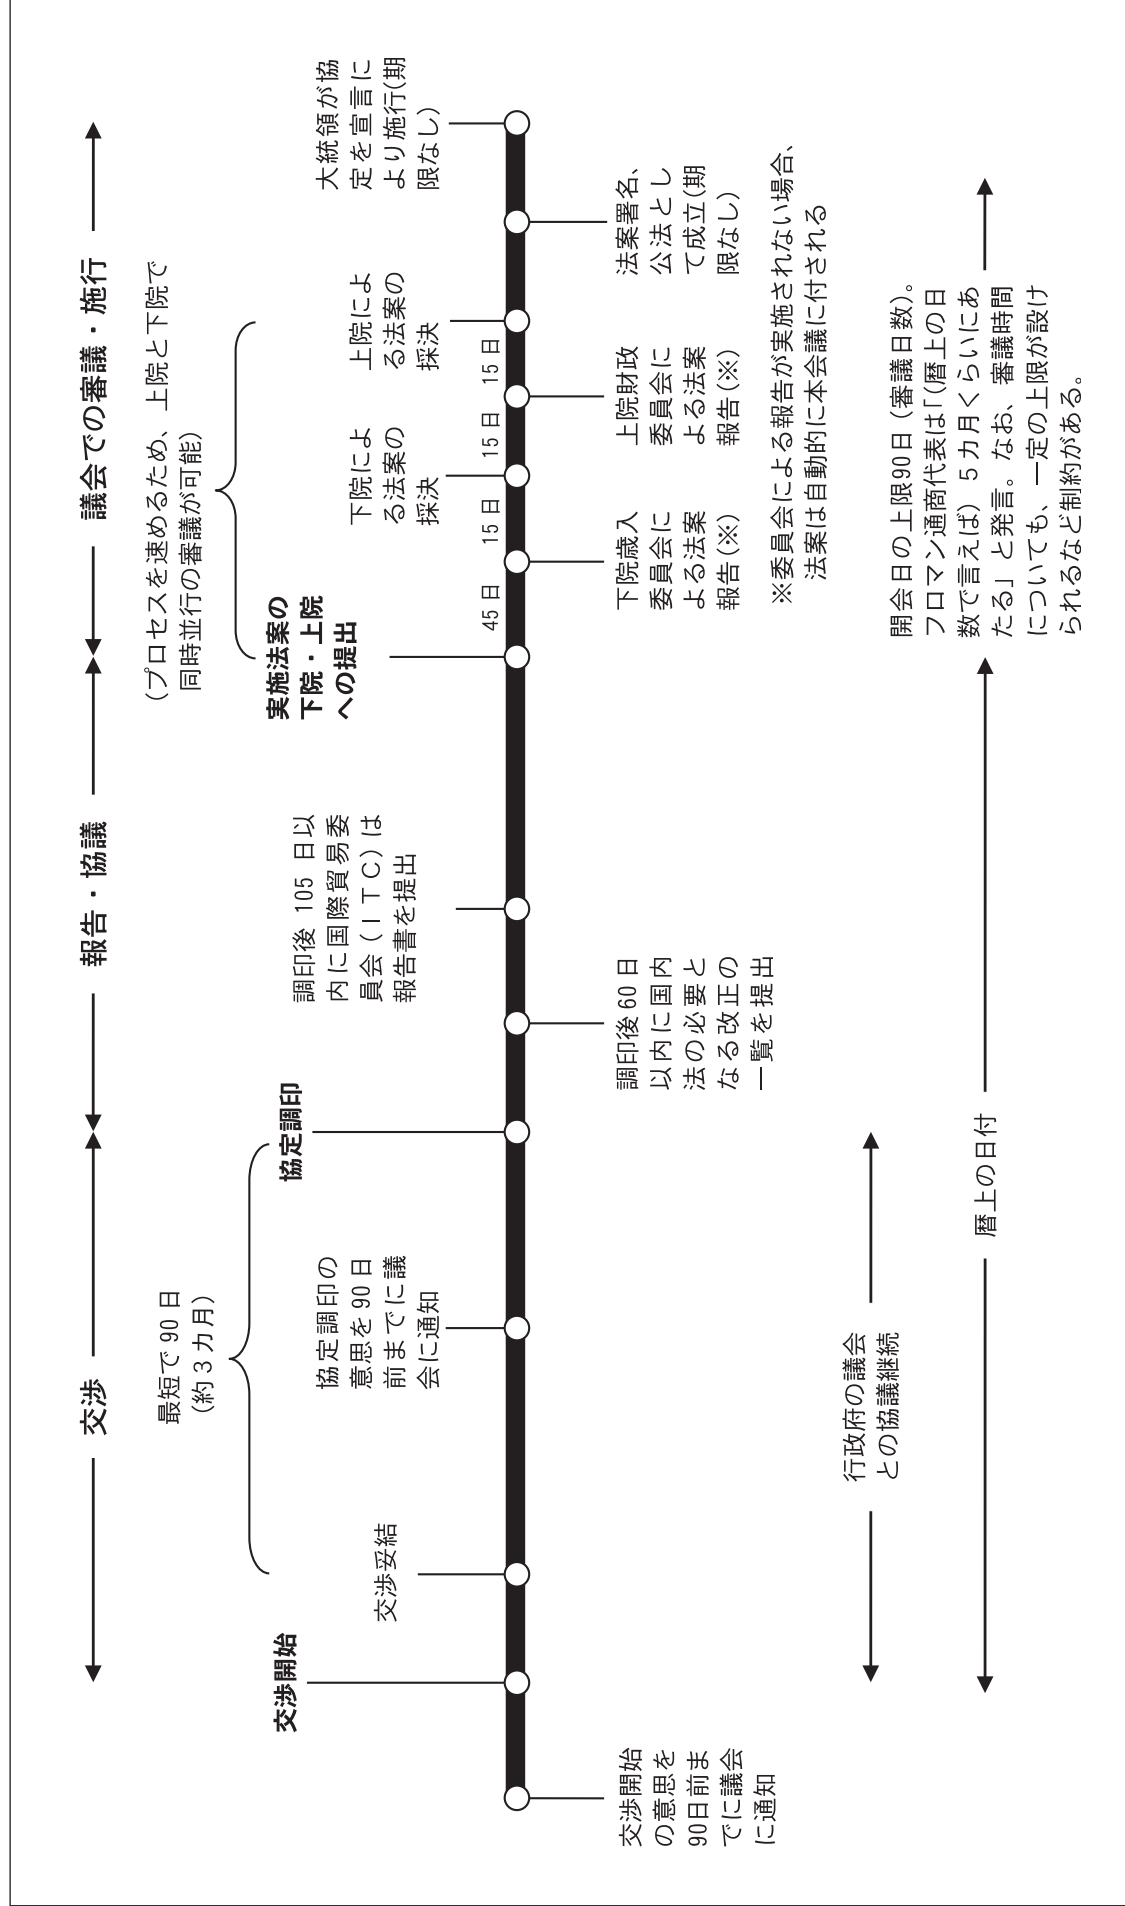 交渉
報告・協議
議会での審議・施行
最短で 90 日
（約３カ月）
（プロセスを速めるため、上院と下院で
同時並行の審議が可能）
交渉開始
交渉妥結
協定調印の
意思を 90 日
前までに議
会に通知
協定調印
調印後 105 日以
内に国際貿易委
員会（ＩＴＣ）は
報告書を提出
実施法案の
下院・上院
への提出
下院によ
る法案の
採決
上院によ
る法案の
採決
大統領が協
定を宣言に
より施行（期
限なし）
45 日
15 日
15 日
15 日
交渉開始
の意思を
90日前ま
でに議会
に通知
調印後 60 日
以内に国内
法の必要と
なる改正の
一覧を提出
下院歳入
委員会に
よる法案
報告（※）
上院財政
委員会に
よる法案
報告（※）
法案署名、
公法とし
て成立（期
限なし）
※委員会による報告が実施されない場合、
法案は自動的に本会議に付される
行政府の議会
との協議継続
暦上の日付
開会日の上限90日（審議日数）。
フロマン通商代表は「（暦上の日
数で言えば）５カ月くらいにあ
たる」と発言。なお、審議時間
についても、一定の上限が設け
られるなど制約がある。